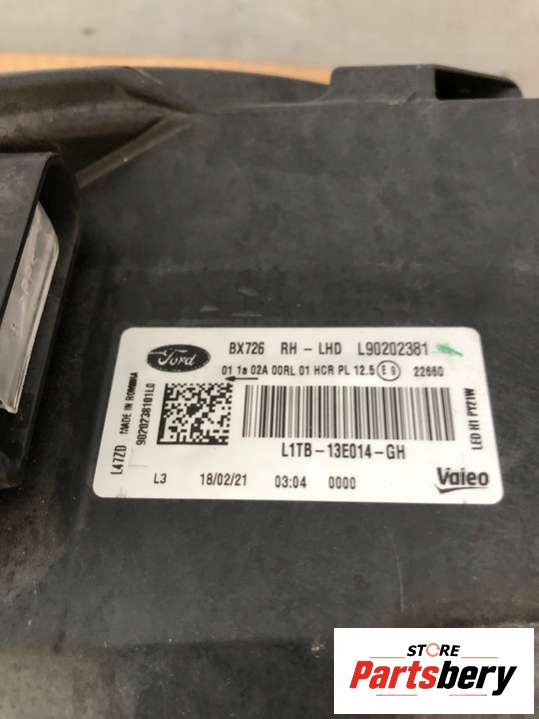 Ford BX726 RH - LHD L90202381
01 1a 02A 00RL 01 HCR PL 12.5 E9 22660
L1TB-13E014-GH
L3 18/02/21 03:04 0000 Valeo
L47ZD MADE IN ROMANIA
9020238101L0
LED H1 PY21W
STORE
Partsbery